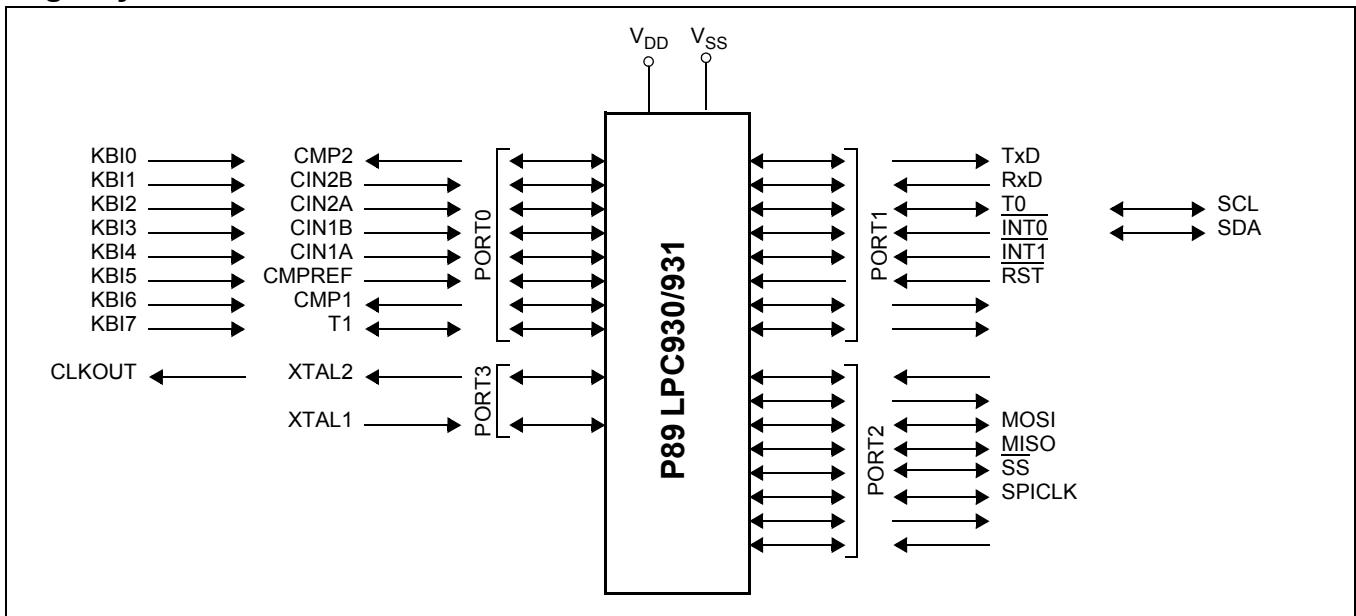 V_DD V_SS
KBI0 CMP2 TxD
KBI1 CIN2B RxD
KBI2 CIN2A T0 SCL
KBI3 CIN1B INT0 SDA
KBI4 CIN1A INT1
KBI5 CMPREF RST
KBI6 CMP1
KBI7 T1
PORT0
PORT1
CLKOUT XTAL2
XTAL1 MOSI
MISO
SS
SPICLK
PORT3
PORT2
P89 LPC930/931